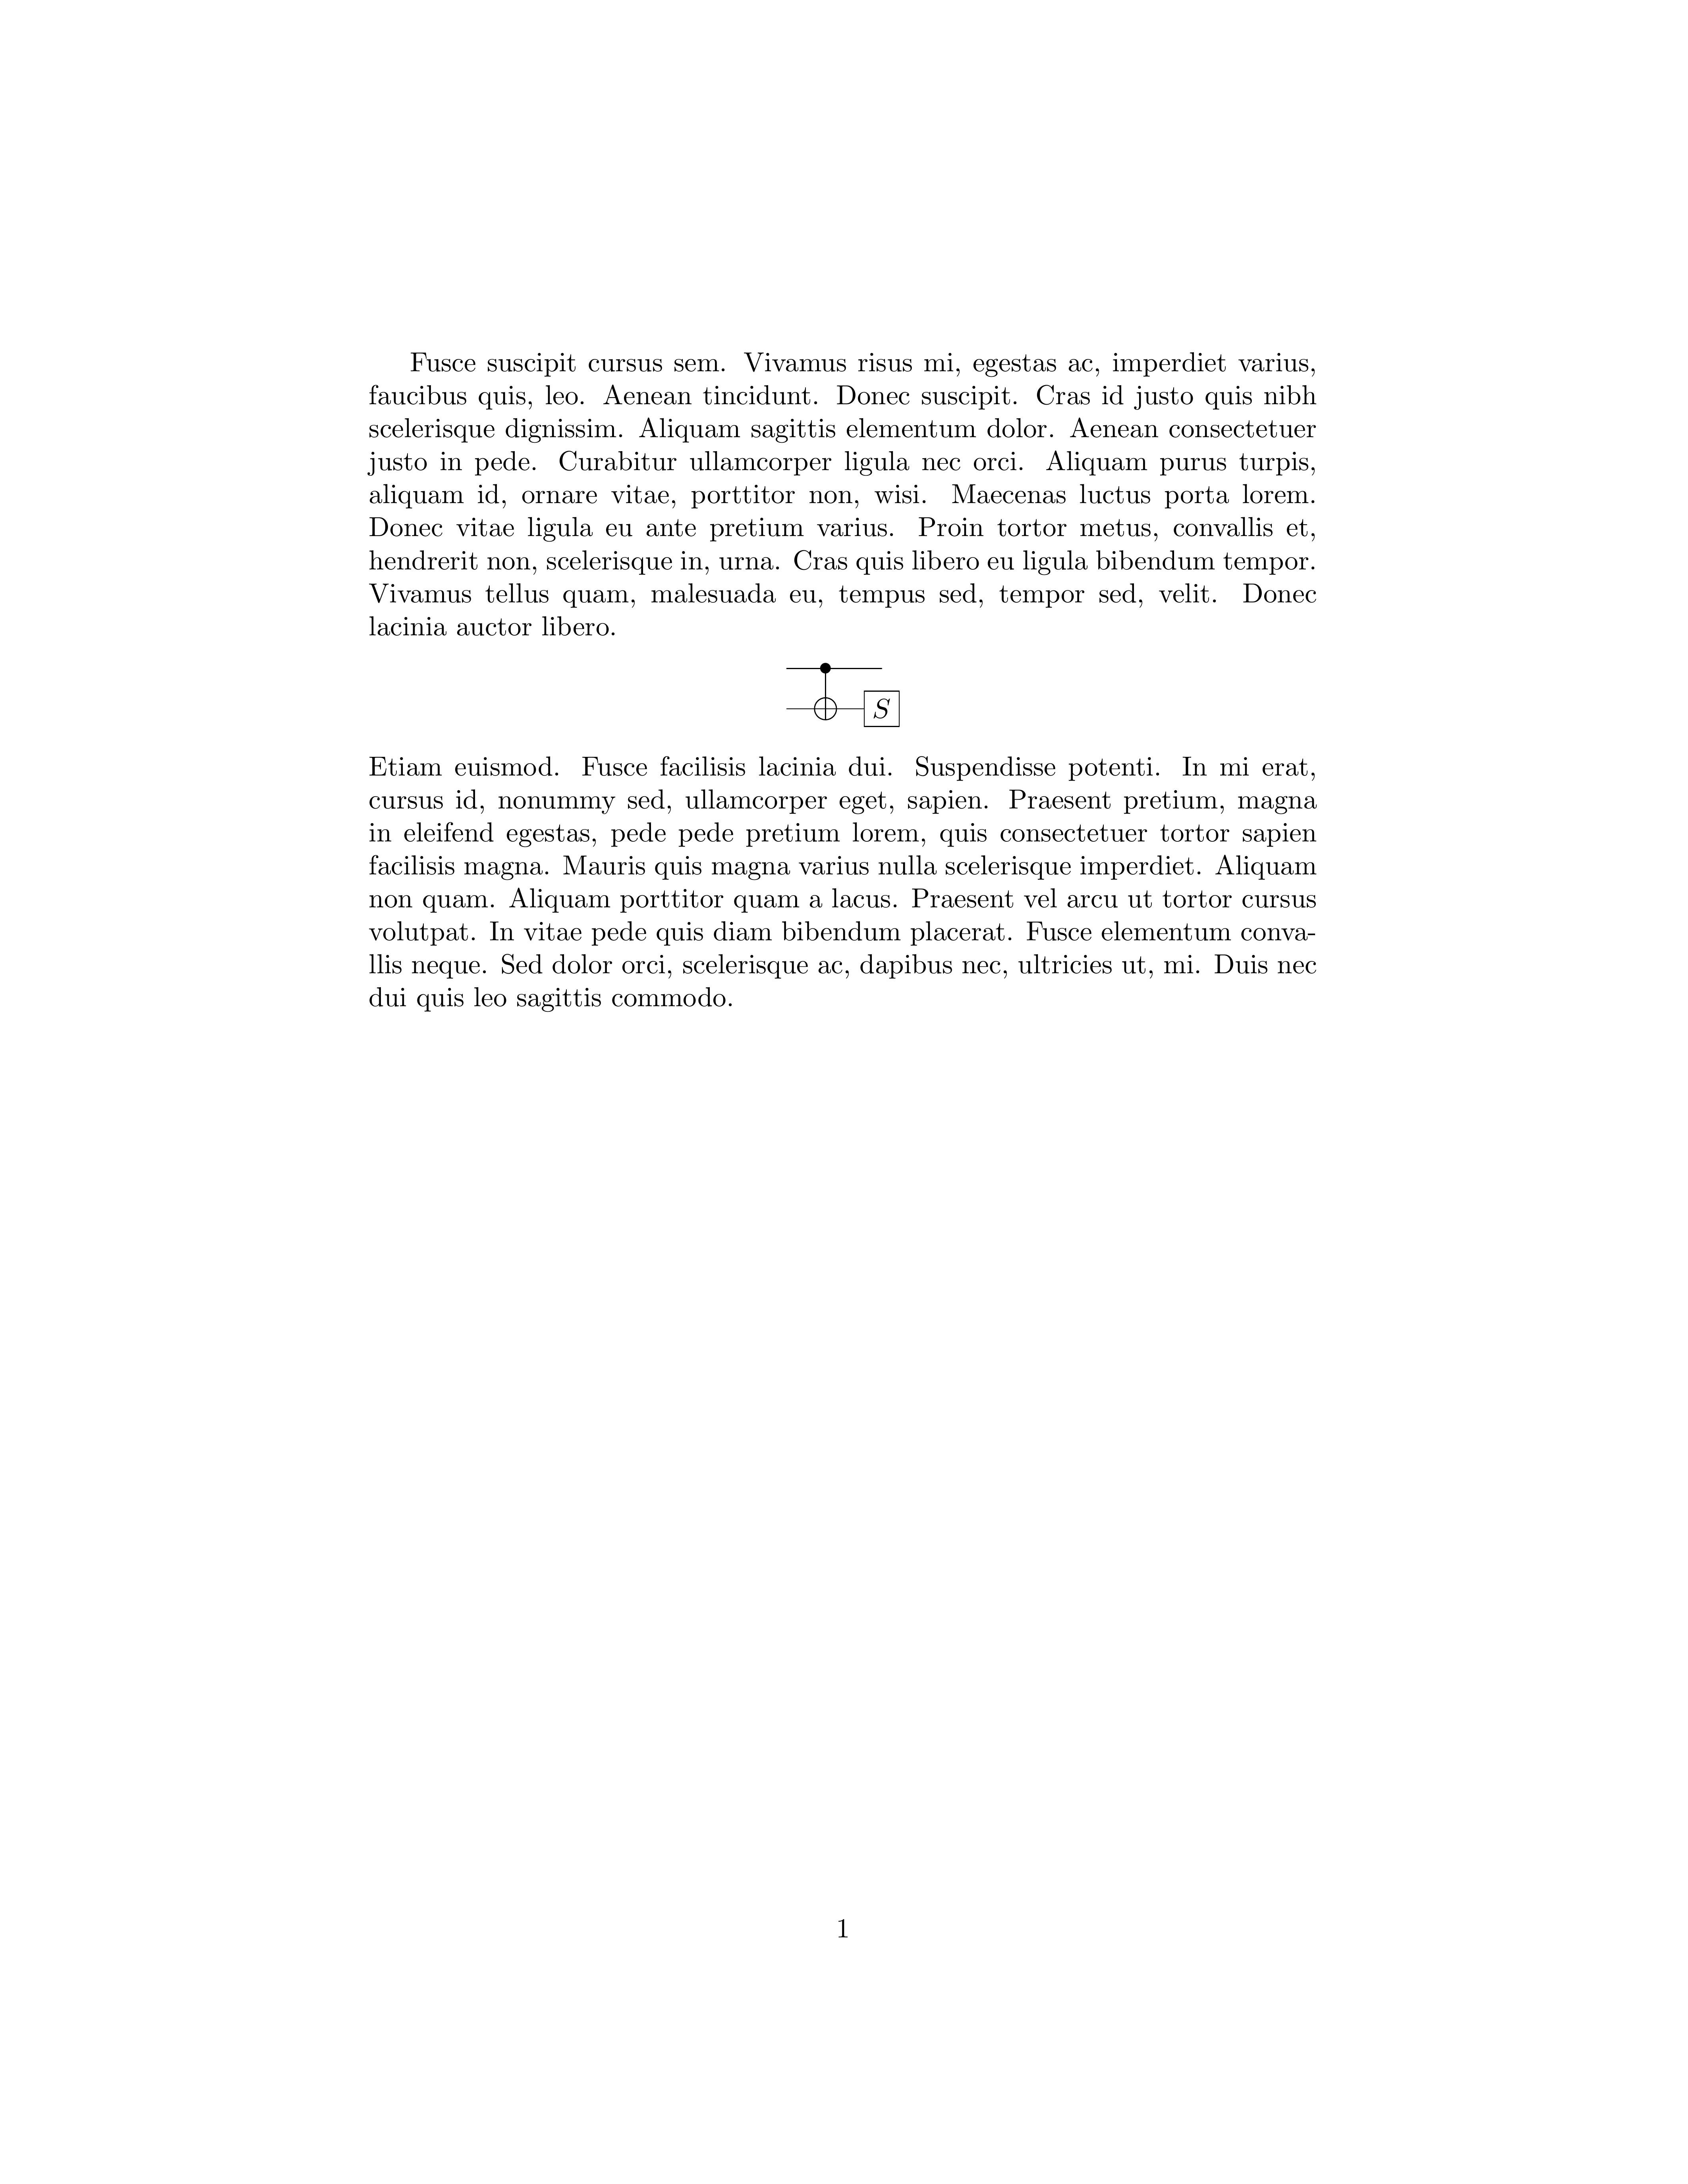 Fusce suscipit cursus sem. Vivamus risus mi, egestas ac, imperdiet varius,
faucibus quis, leo. Aenean tincidunt. Donec suscipit. Cras id justo quis nibh
scelerisque dignissim. Aliquam sagittis elementum dolor. Aenean consectetuer
justo in pede. Curabitur ullamcorper ligula nec orci. Aliquam purus turpis,
aliquam id, ornare vitae, porttitor non, wisi. Maecenas luctus porta lorem.
Donec vitae ligula eu ante pretium varius. Proin tortor metus, convallis et,
hendrerit non, scelerisque in, urna. Cras quis libero eu ligula bibendum tempor.
Vivamus tellus quam, malesuada eu, tempus sed, tempor sed, velit. Donec
lacinia auctor libero.
S
Etiam euismod. Fusce facilisis lacinia dui. Suspendisse potenti. In mi erat,
cursus id, nonummy sed, ullamcorper eget, sapien. Praesent pretium, magna
in eleifend egestas, pede pede pretium lorem, quis consectetuer tortor sapien
facilisis magna. Mauris quis magna varius nulla scelerisque imperdiet. Aliquam
non quam. Aliquam porttitor quam a lacus. Praesent vel arcu ut tortor cursus
volutpat. In vitae pede quis diam bibendum placerat. Fusce elementum conva-
llis neque. Sed dolor orci, scelerisque ac, dapibus nec, ultricies ut, mi. Duis nec
dui quis leo sagittis commodo.
1